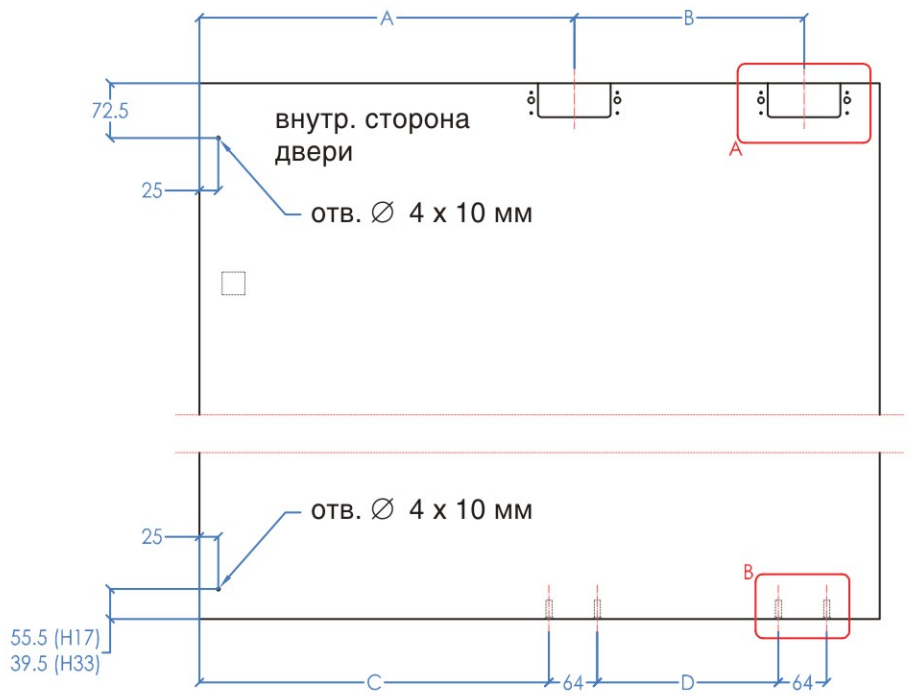 A
B
72.5
внутр. сторона
двери
A
25
отв. ∅ 4 x 10 мм
отв. ∅ 4 x 10 мм
25
B
55.5 (H17)
39.5 (H33)
C
64
D
64